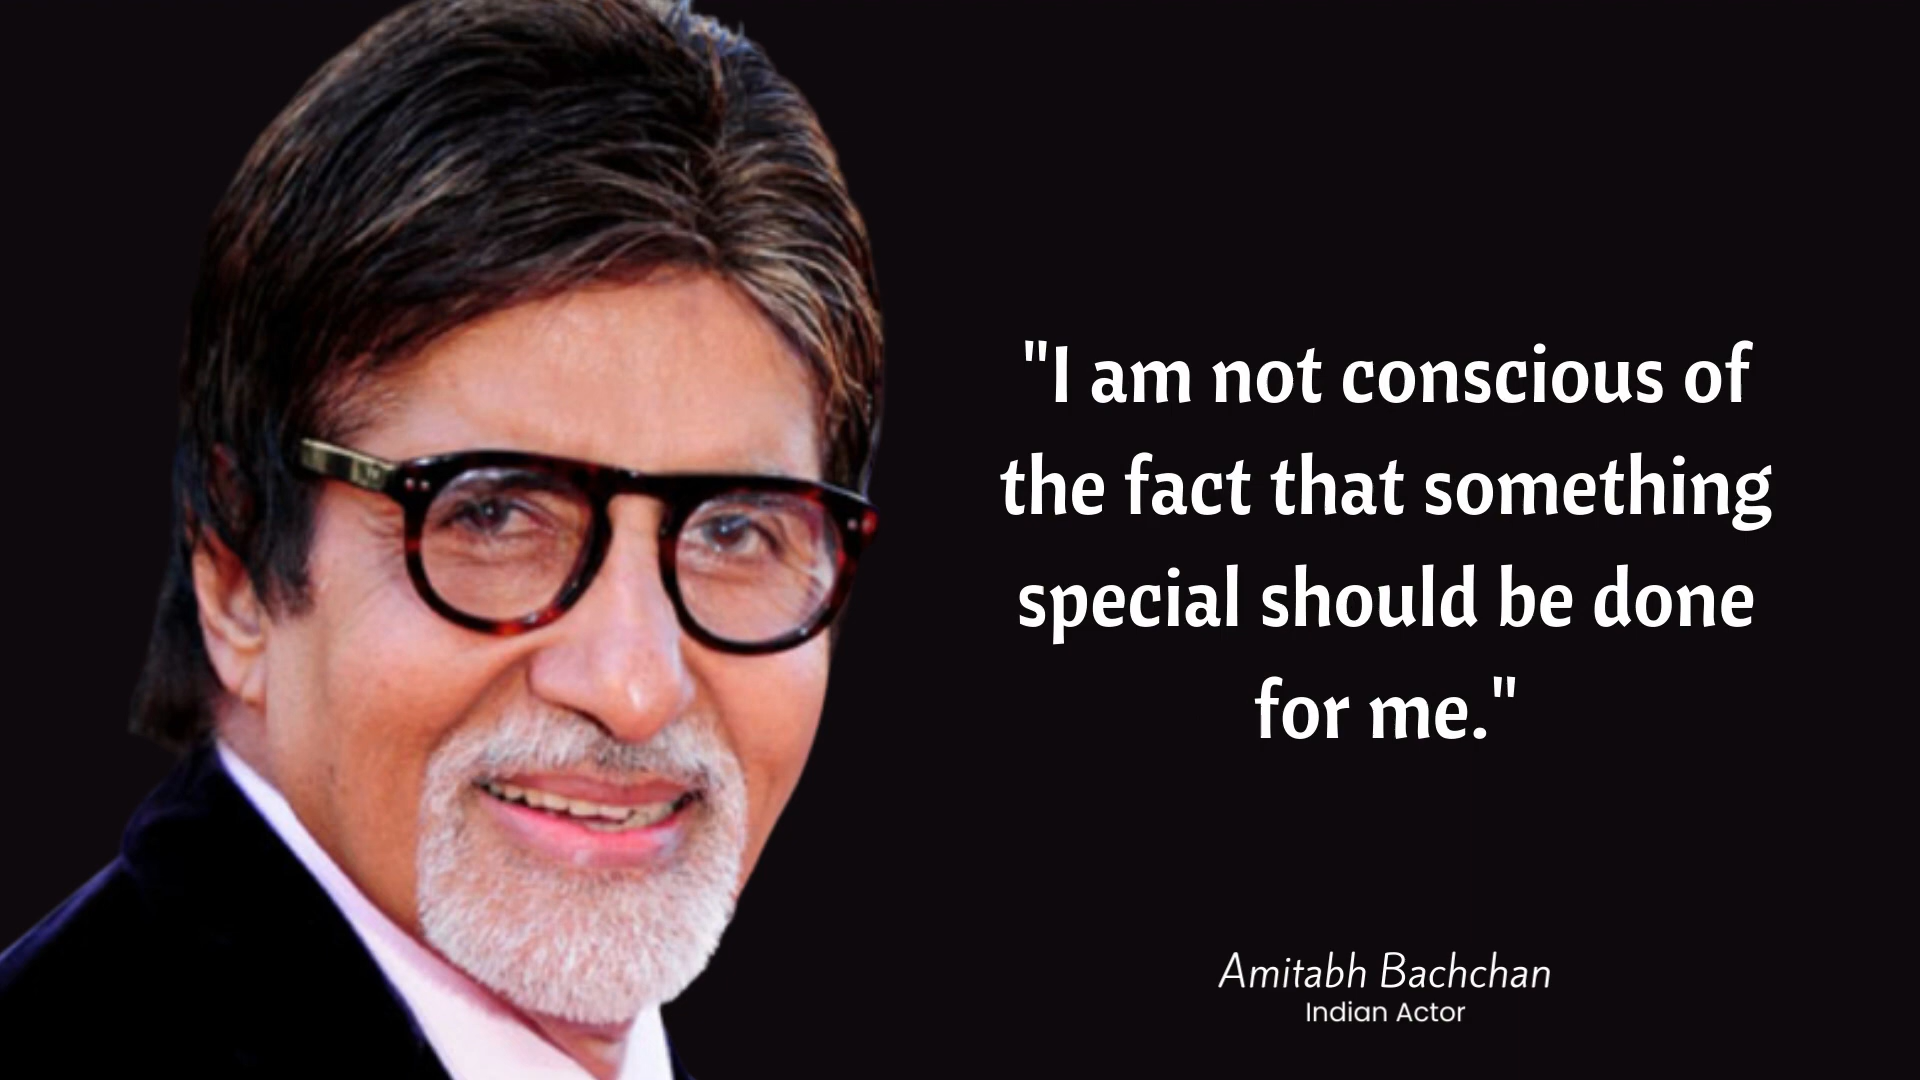 "I am not conscious of
the fact that something
special should be done
for me."
Amitabh Bachchan
Indian Actor